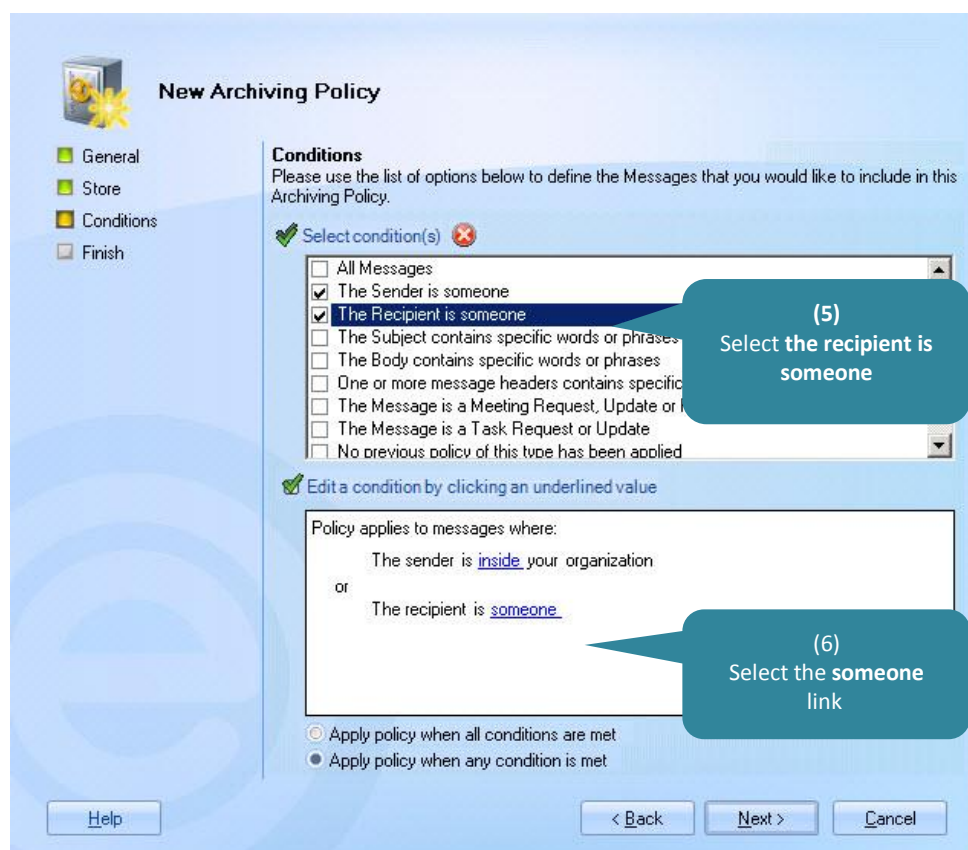 New Archiving Policy
General
Store
Conditions
Finish
Conditions
Please use the list of options below to define the Messages that you would like to include in this
Archiving Policy.
Select condition(s)
All Messages
The Sender is someone
The Recipient is someone
The Subject contains specific words or phrases
The Body contains specific words or phrases
One or more message headers contains specific
The Message is a Meeting Request, Update or
The Message is a Task Request or Update
No previous policy of this type has been applied
(5)
Select the recipient is
someone
Edit a condition by clicking an underlined value
Policy applies to messages where:
The sender is inside your organization
or
The recipient is someone
(6)
Select the someone
link
Apply policy when all conditions are met
Apply policy when any condition is met
Help
< Back
Next >
Cancel